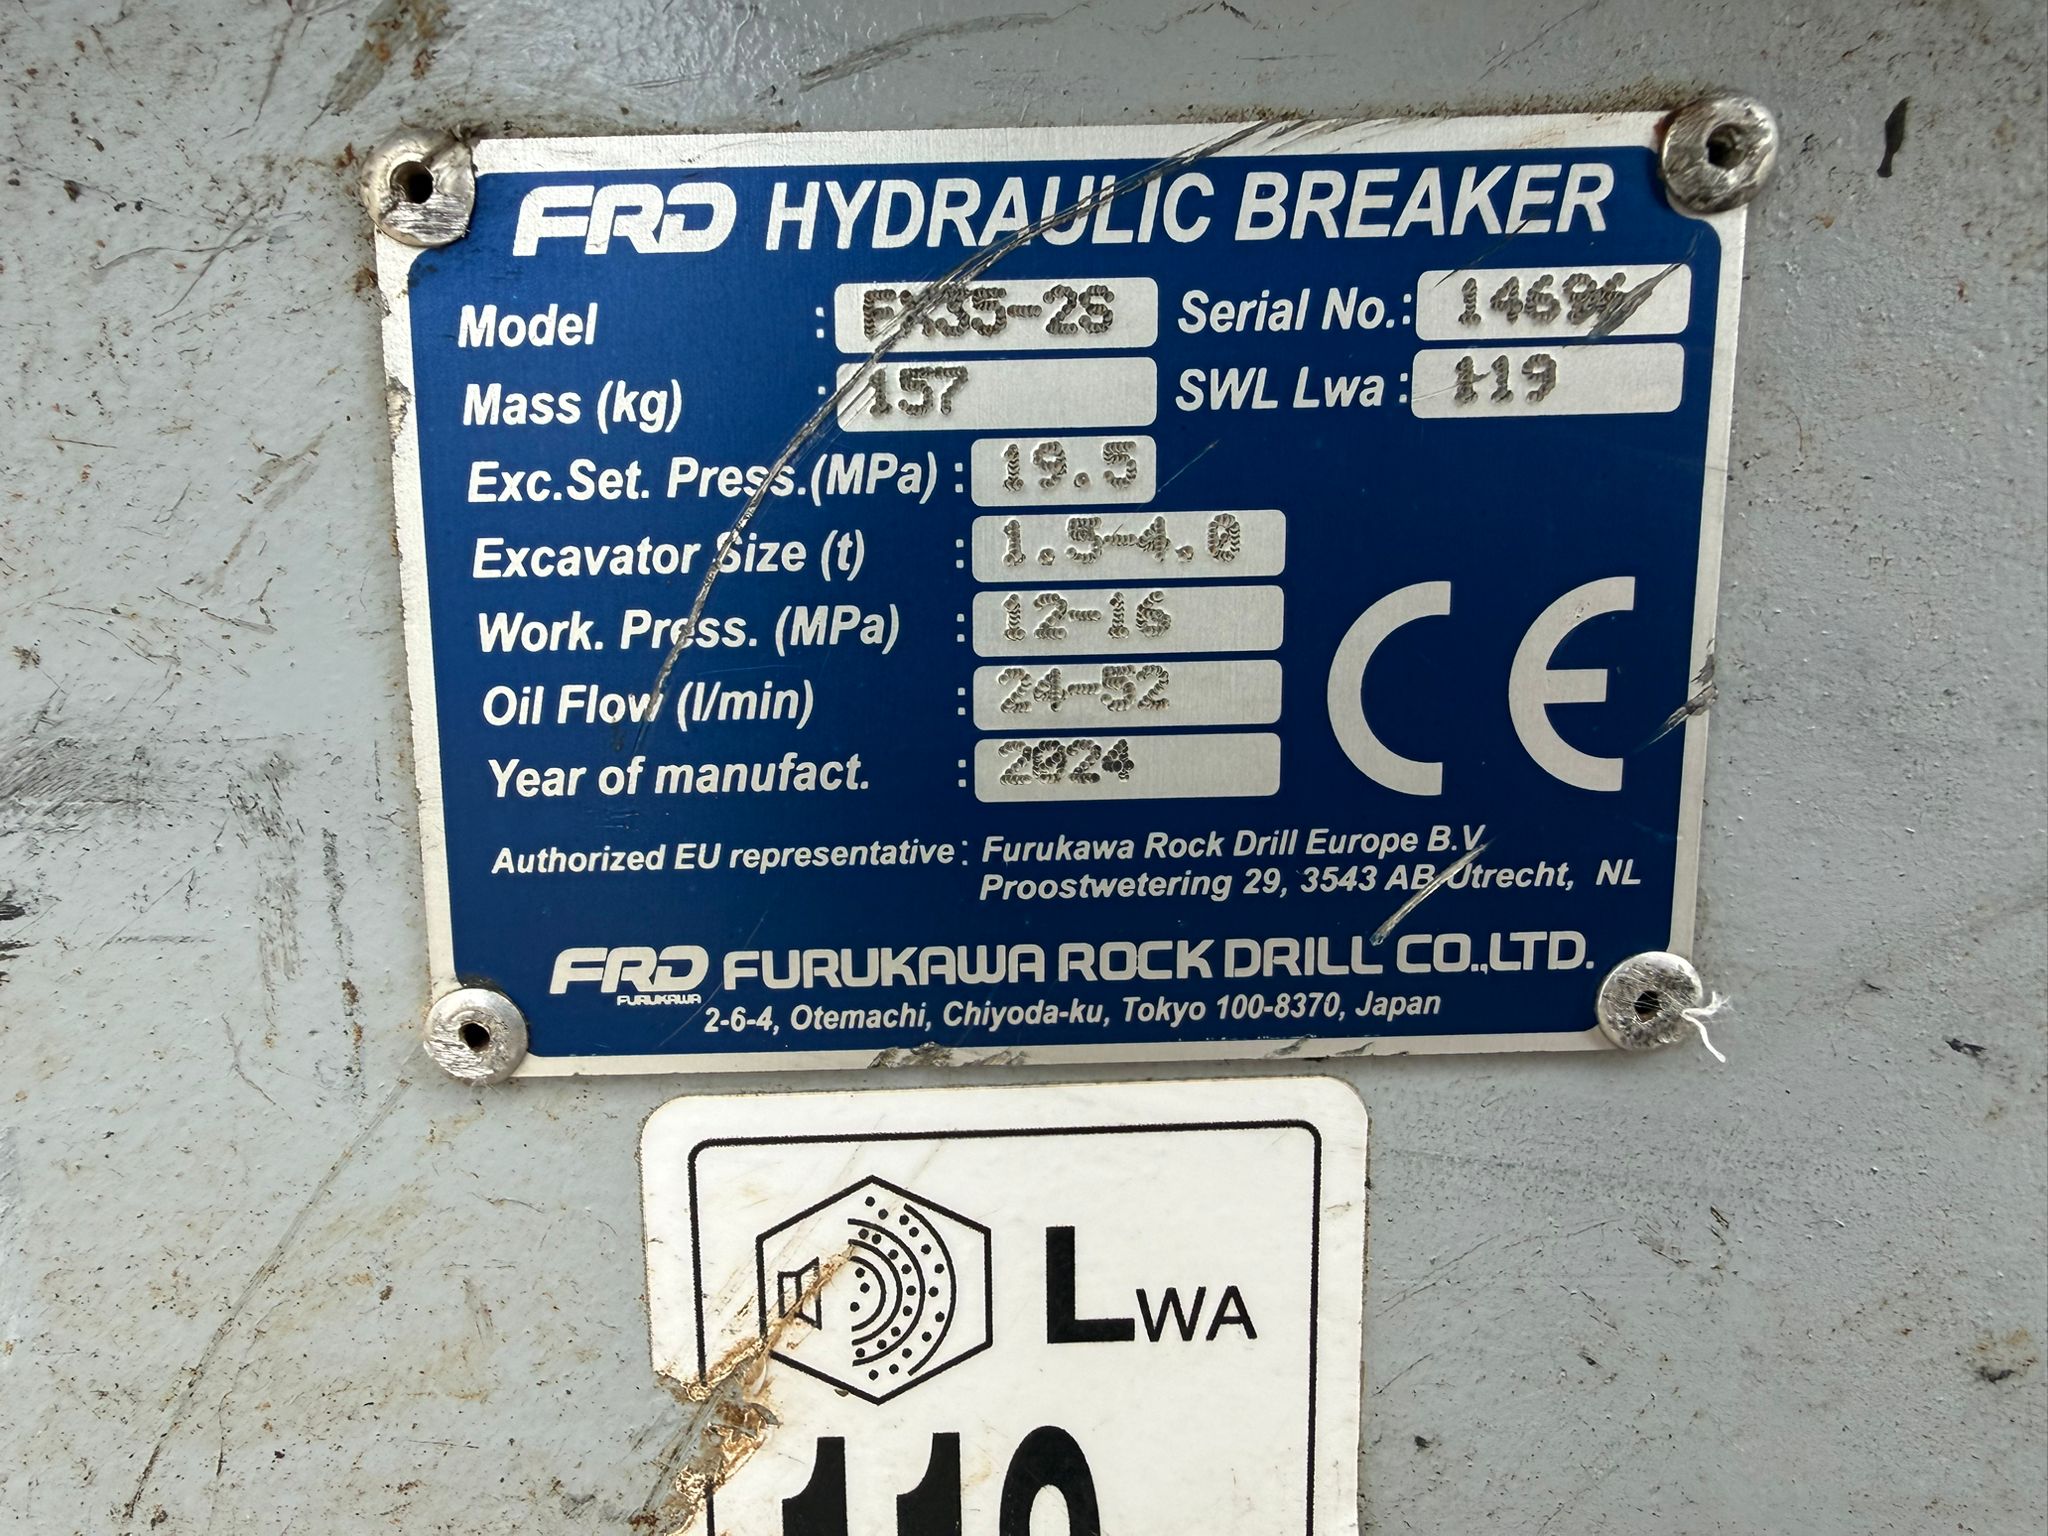 FRD HYDRAULIC BREAKER
Model : FX35-2S Serial No.:
Mass (kg) : 157 SWL Lwa : 119
Exc.Set. Press.(MPa) : 19.5
Excavator Size (t) : 1.5-4.0
Work. Press. (MPa) : 12-16
Oil Flow (l/min) : 24-52
Year of manufact. : 2024
CE
Authorized EU representative : Furukawa Rock Drill Europe B.V
Proostwetering 29, 3543 AB Utrecht, NL
FRD FURUKAWA ROCK DRILL CO.,LTD.
FURUKAWA
2-6-4, Otemachi, Chiyoda-ku, Tokyo 100-8370, Japan
LWA
119